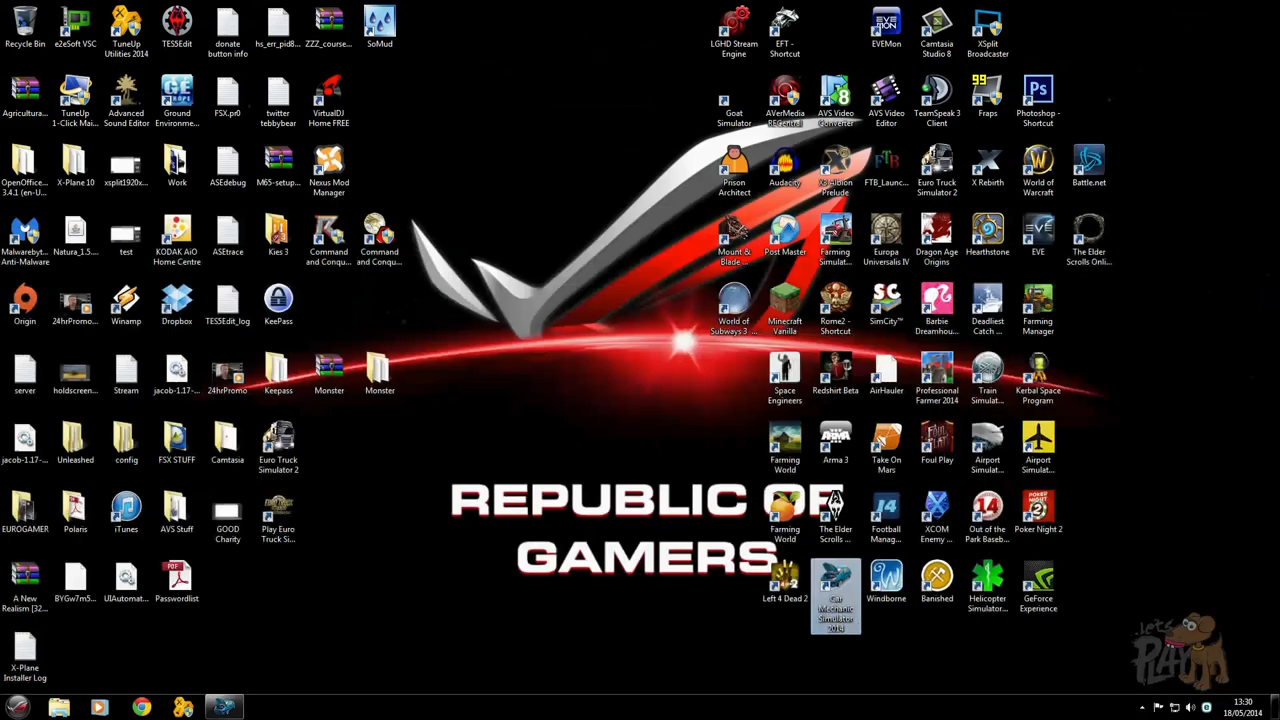 Recycle Bin
e2eSoft VSC
TuneUp
Utilities 2014
TES5Edit
donate
button info
hs_err_pid8...
ZZZ_course...
SoMud
LGHD Stream
Engine
EFT -
Shortcut
EVEMon
Camtasia
Studio 8
XSplit
Broadcaster
Agricultura...
TuneUp
1-Click Mai...
Advanced
Sound Editor
Ground
Environme...
FSX.pr0
twitter
tebbybear
VirtualDJ
Home FREE
Goat
Simulator
AVerMedia
RECentral
AVS Video
Converter
AVS Video
Editor
TeamSpeak 3
Client
99
Fraps
Ps
Photoshop -
Shortcut
OpenOffice...
3.4.1 (en-U...
X-Plane 10
xsplit1920x...
Work
ASEdebug
M65-setup...
Nexus Mod
Manager
Prison
Architect
Audacity
X3 Albion
Prelude
FTB
FTB_Launc...
Euro Truck
Simulator 2
X Rebirth
World of
Warcraft
Battle.net
Malwarebyt...
Anti-Malware
Natura_1.5...
test
KODAK AiO
Home Centre
ASEtrace
Kies 3
Command
and Conqu...
Command
and Conqu...
Mount &
Blade ...
Post Master
Farming
Simulat...
Europa
Universalis IV
Dragon Age
Origins
Hearthstone
EVE
The Elder
Scrolls Onli...
Origin
24hrPromo...
Winamp
Dropbox
TES5Edit_log
KeePass
World of
Subways 3 ...
Minecraft
Vanilla
Rome2 -
Shortcut
SimCity™
Barbie
Dreamhou...
Deadliest
Catch ...
Farming
Manager
server
holdscreen...
Stream
jacob-1.17-...
24hrPromo
Keepass
Monster
Monster
Space
Engineers
Redshirt Beta
AirHauler
Professional
Farmer 2014
Train
Simulat...
Kerbal Space
Program
jacob-1.17-...
Unleashed
config
FSX STUFF
Camtasia
Euro Truck
Simulator 2
Farming
World
Arma 3
Take On
Mars
Foul Play
Airport
Simulat...
Airport
Simulat...
EUROGAMER
Polaris
iTunes
AVS Stuff
GOOD
Charity
Play Euro
Truck Si...
REPUBLIC OF
GAMERS
Farming
World
The Elder
Scrolls ...
Football
Manag...
XCOM
Enemy ...
Out of the
Park Baseb...
Poker Night 2
A New
Realism [32...
BYGw7m5...
UIAutomat...
Passwordlist
Left 4 Dead 2
Car
Mechanic
Simulator
2014
Windborne
Banished
Helicopter
Simulator...
GeForce
Experience
X-Plane
Installer Log
.lets
PLAY
13:30
18/05/2014